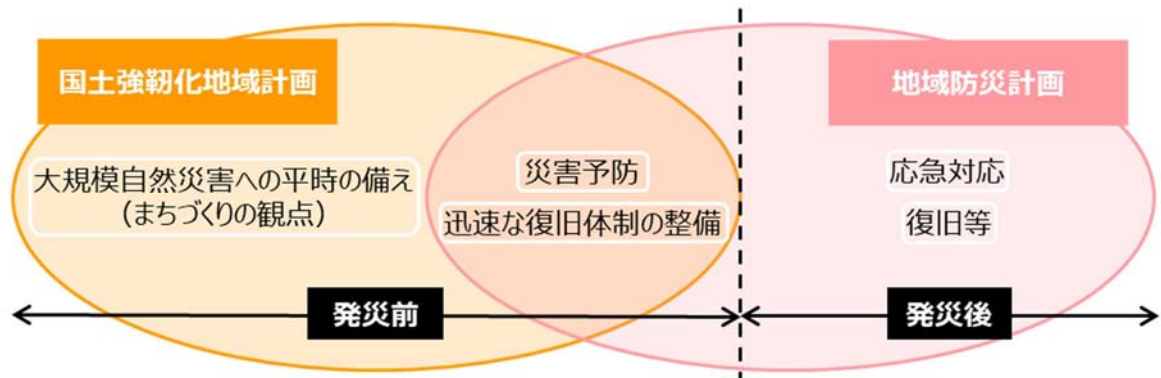 国土強靭化地域計画
地域防災計画
大規模自然災害への平時の備え
（まちづくりの観点）
災害予防
迅速な復旧体制の整備
応急対応
復旧等
発災前
発災後